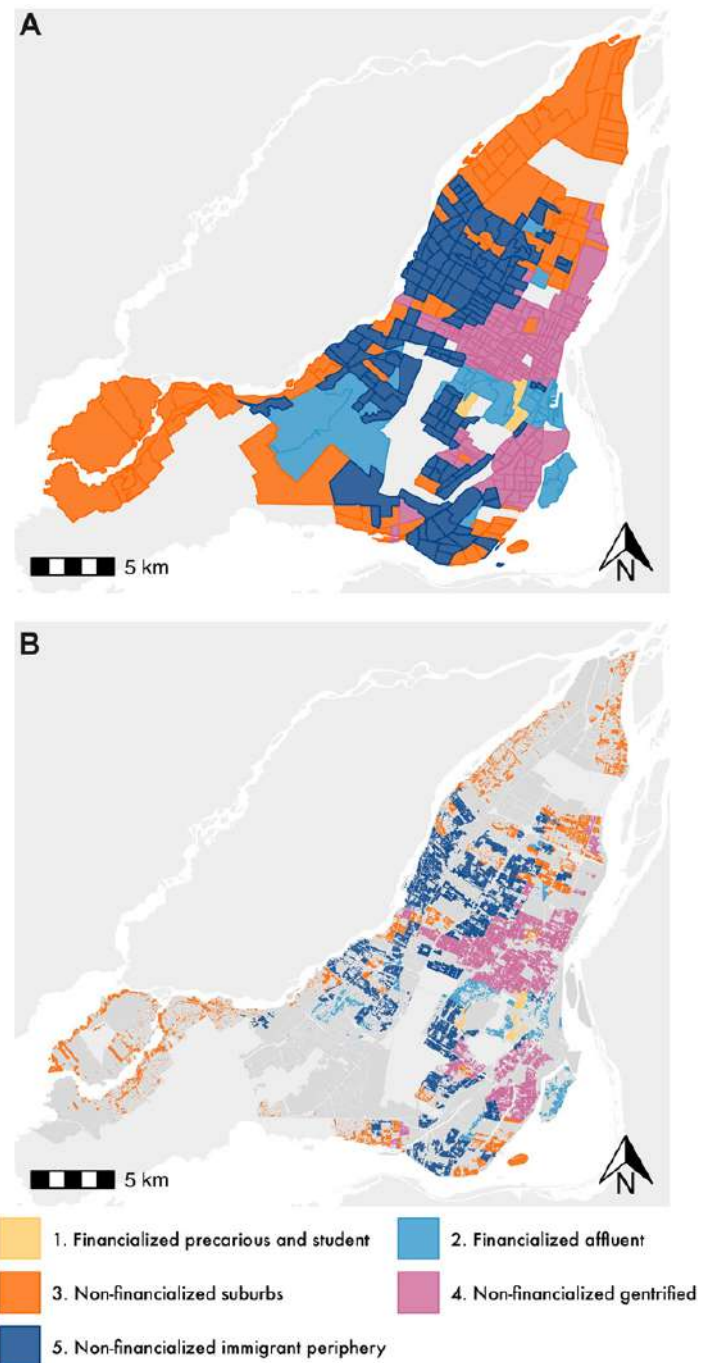 A
5 km
N
B
5 km
N
1. Financialized precarious and student
2. Financialized affluent
3. Non-financialized suburbs
4. Non-financialized gentrified
5. Non-financialized immigrant periphery